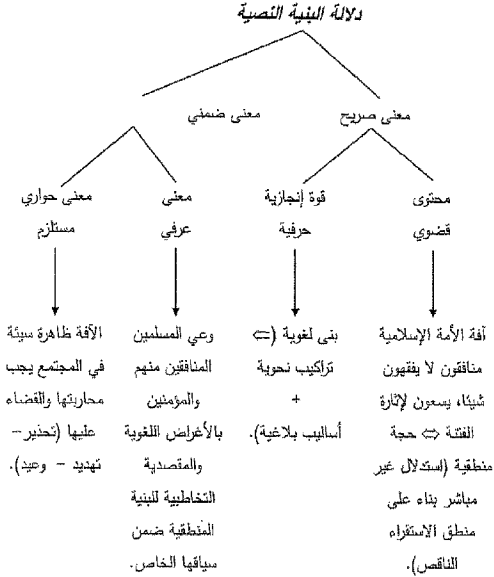 دلالة البنية النصية
معنى صريح
معنى ضمني
محتوى
قضوي
قوة إنجازية
حرفية
معنى
عرفي
معنى حواري
مستلزم
آفة الأمة الإسلامية
منافقون لا يفقهون
شيئا، يسعون لإثارة
الفتنة ⇔ حجة
منطقية (استدلال غير
مباشر بناء على
منطق الاستقراء
الناقص).
بنى لغوية (⇐
تراكيب نحوية
+
أساليب بلاغية).
وعي المسلمين
المنافقين منهم
والمؤمنين
بالأغراض اللغوية
والمقصدية
التخاطبية للبنية
المنطقية ضمن
سياقها الخاص.
الآفة ظاهرة سيئة
في المجتمع يجب
محاربتها والقضاء
عليها (تحذير –
تهديد – وعيد).